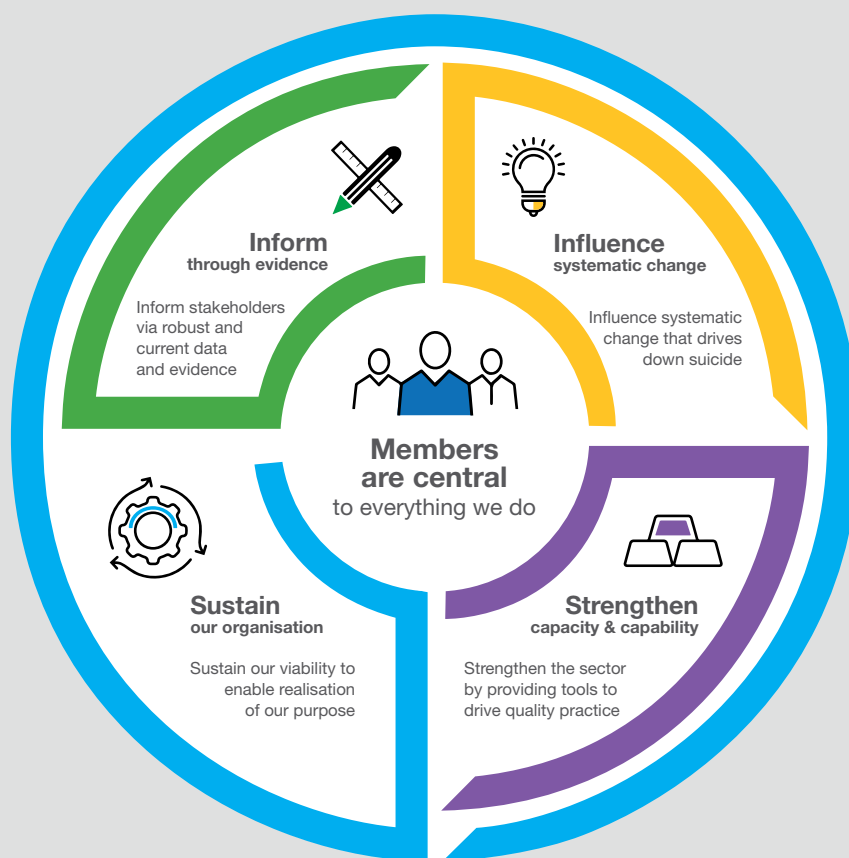 Inform
through evidence
Inform stakeholders
via robust and
current data
and evidence
Influence
systematic change
Influence systematic
change that drives
down suicide
Members
are central
to everything we do
Sustain
our organisation
Sustain our viability to
enable realisation
of our purpose
Strengthen
capacity & capability
Strengthen the sector
by providing tools to
drive quality practice